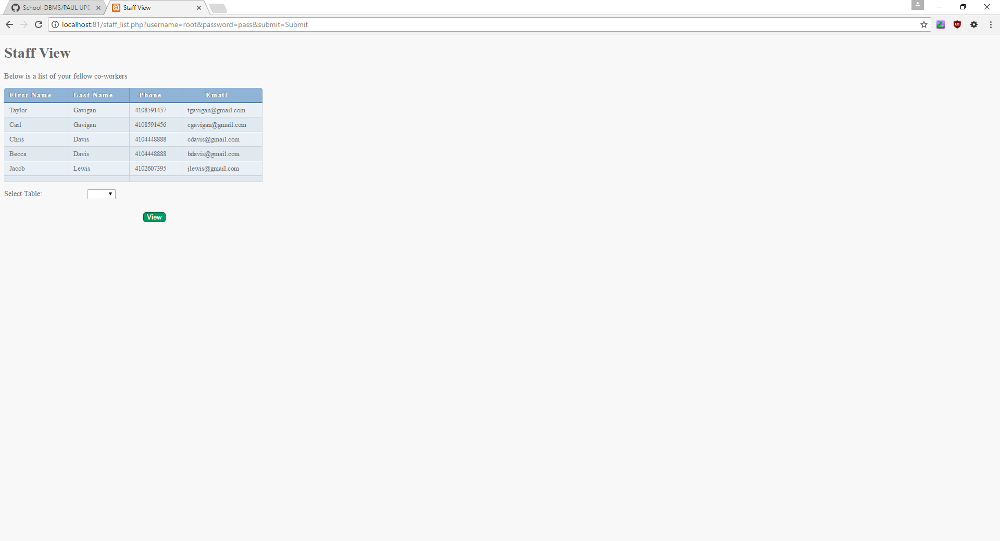 School-DBMS/PAUL UPD
Staff View
localhost:81/staff_list.php?username=root&password=pass&submit=Submit
Staff View
Below is a list of your fellow co-workers
First Name Last Name Phone Email
Taylor Gavigan 4108591457 tgavigan@gmail.com
Carl Gavigan 4108591456 cgavigan@gmail.com
Chris Davis 4104448888 cdavis@gmail.com
Becca Davis 4104448888 bdavis@gmail.com
Jacob Lewis 4102607395 jlewis@gmail.com
Select Table:
View